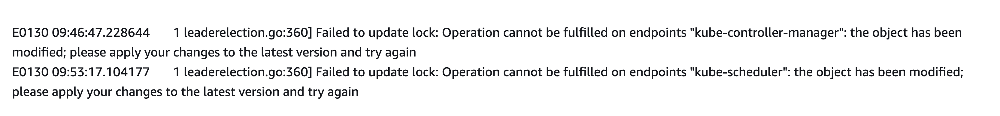 E0130 09:46:47.228644 1 leaderelection.go:360] Failed to update lock: Operation cannot be fulfilled on endpoints "kube-controller-manager": the object has been
modified; please apply your changes to the latest version and try again
E0130 09:53:17.104177 1 leaderelection.go:360] Failed to update lock: Operation cannot be fulfilled on endpoints "kube-scheduler": the object has been modified;
please apply your changes to the latest version and try again